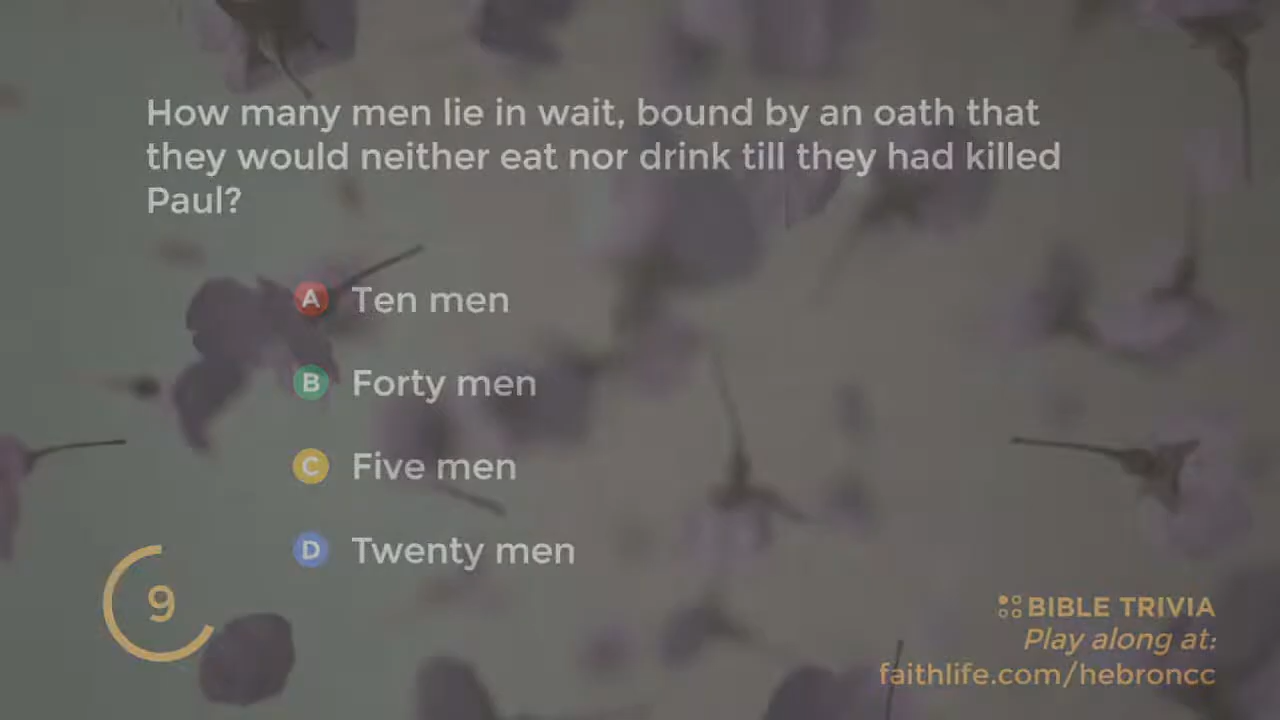 How many men lie in wait, bound by an oath that
they would neither eat nor drink till they had killed
Paul?
A Ten men
B Forty men
C Five men
D Twenty men
9
BIBLE TRIVIA
Play along at:
faithlife.com/hebroncc